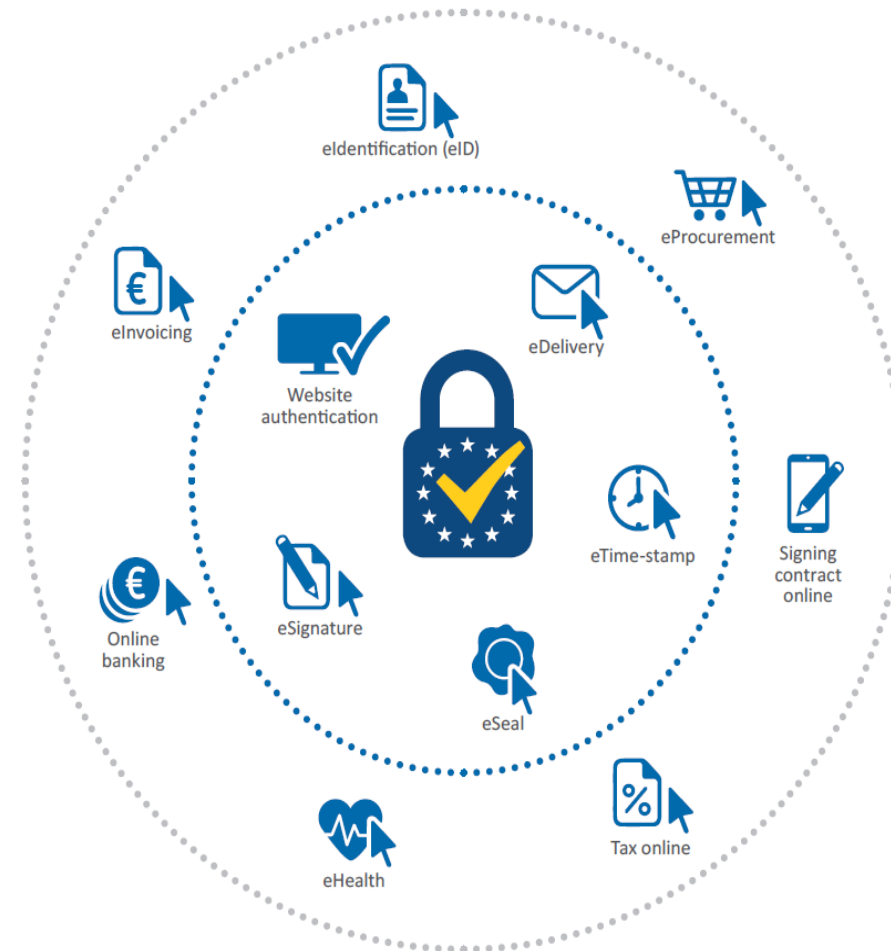 eIdentification (eID)
eProcurement
eInvoicing
eDelivery
Website
authentication
eTime-stamp
Signing
contract
online
eSignature
Online
banking
eSeal
Tax online
eHealth